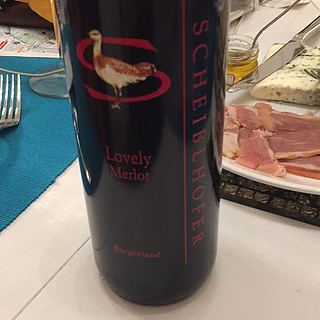 S
SCHEIBLHOFER
Lovely
Merlot
Burgenland